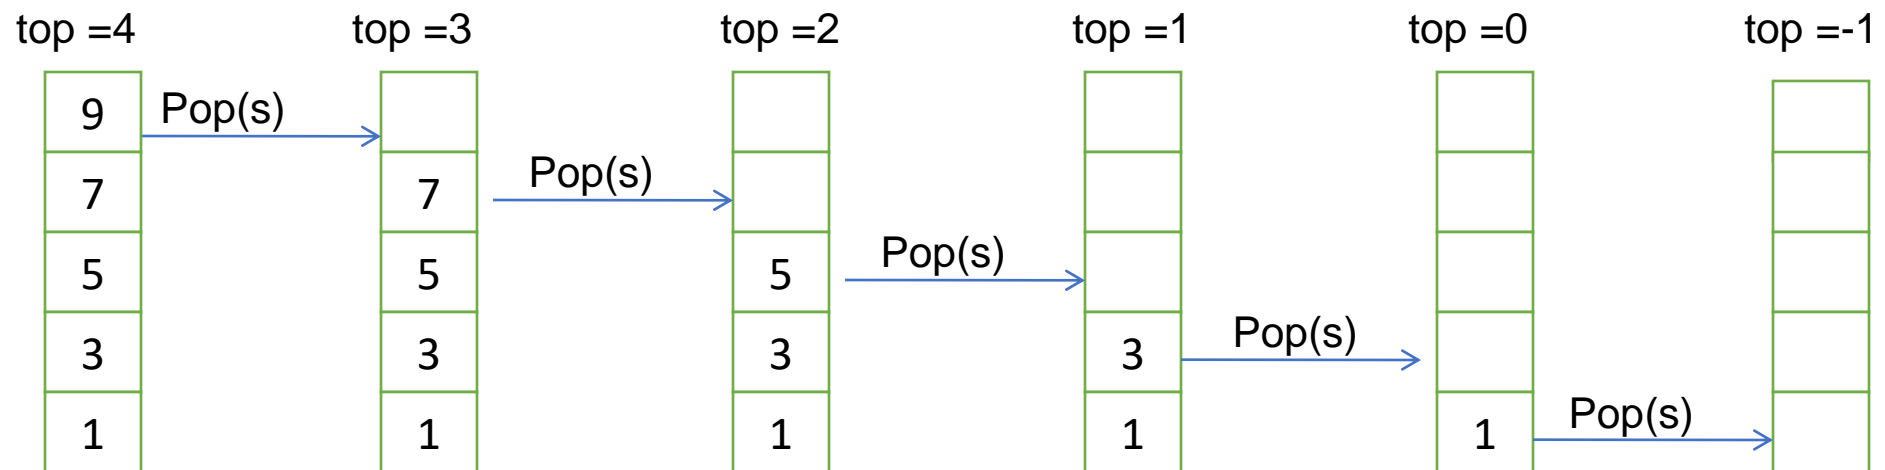 top =4 top =3 top =2 top =1 top =0 top =-1
9 Pop(s)
7 7 Pop(s)
5 5 5 Pop(s)
3 3 3 3 Pop(s)
1 1 1 1 1 Pop(s)